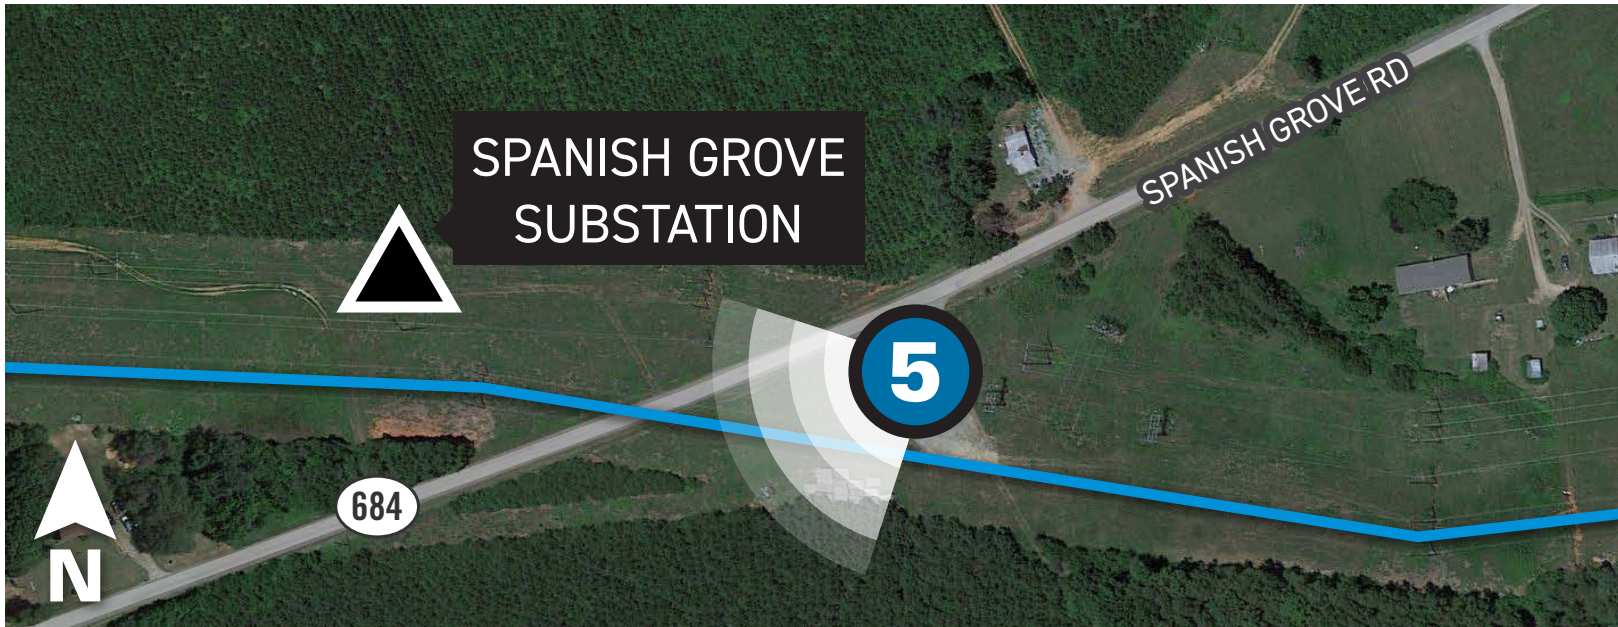 SPANISH GROVE
SUBSTATION
SPANISH GROVE RD
5
684
N